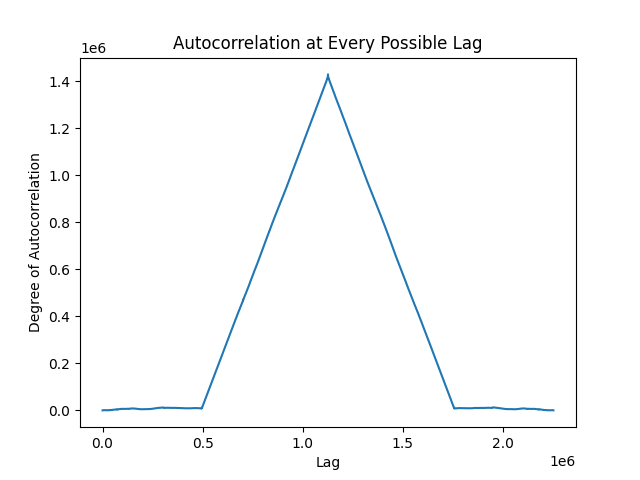 Autocorrelation at Every Possible Lag
1e6
1.4
1.2
1.0
0.8
0.6
0.4
0.2
0.0
Degree of Autocorrelation
0.0 0.5 1.0 1.5 2.0
Lag
1e6